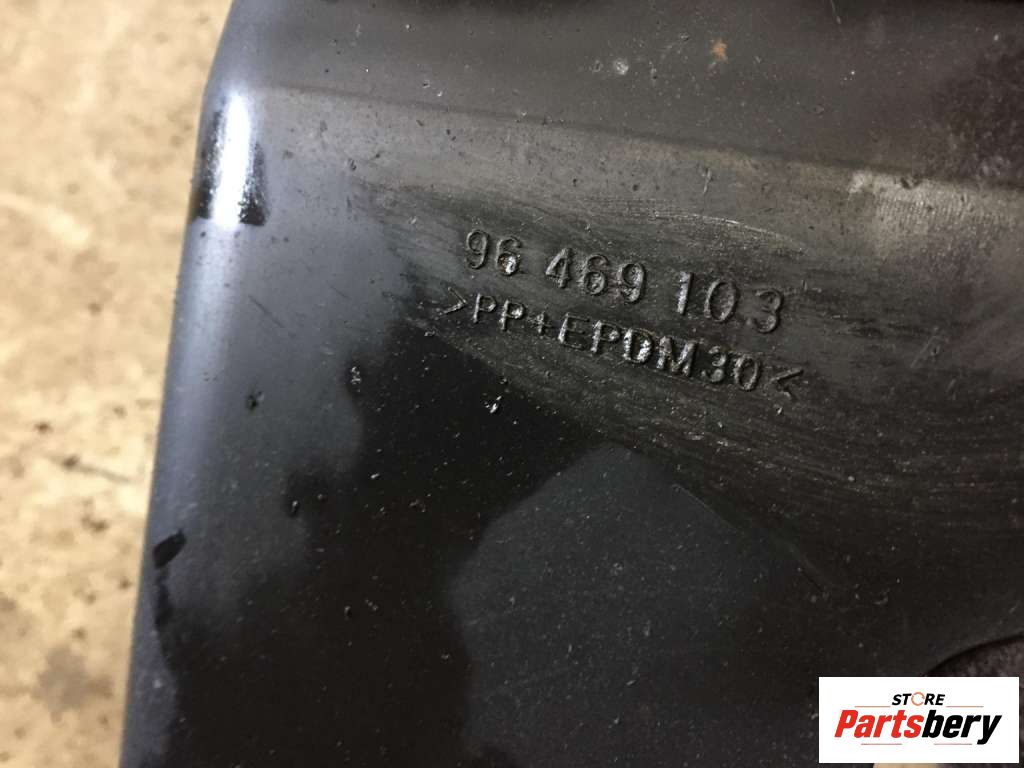 96 469 103
>PP+EPDM30<
STORE
Partsbery